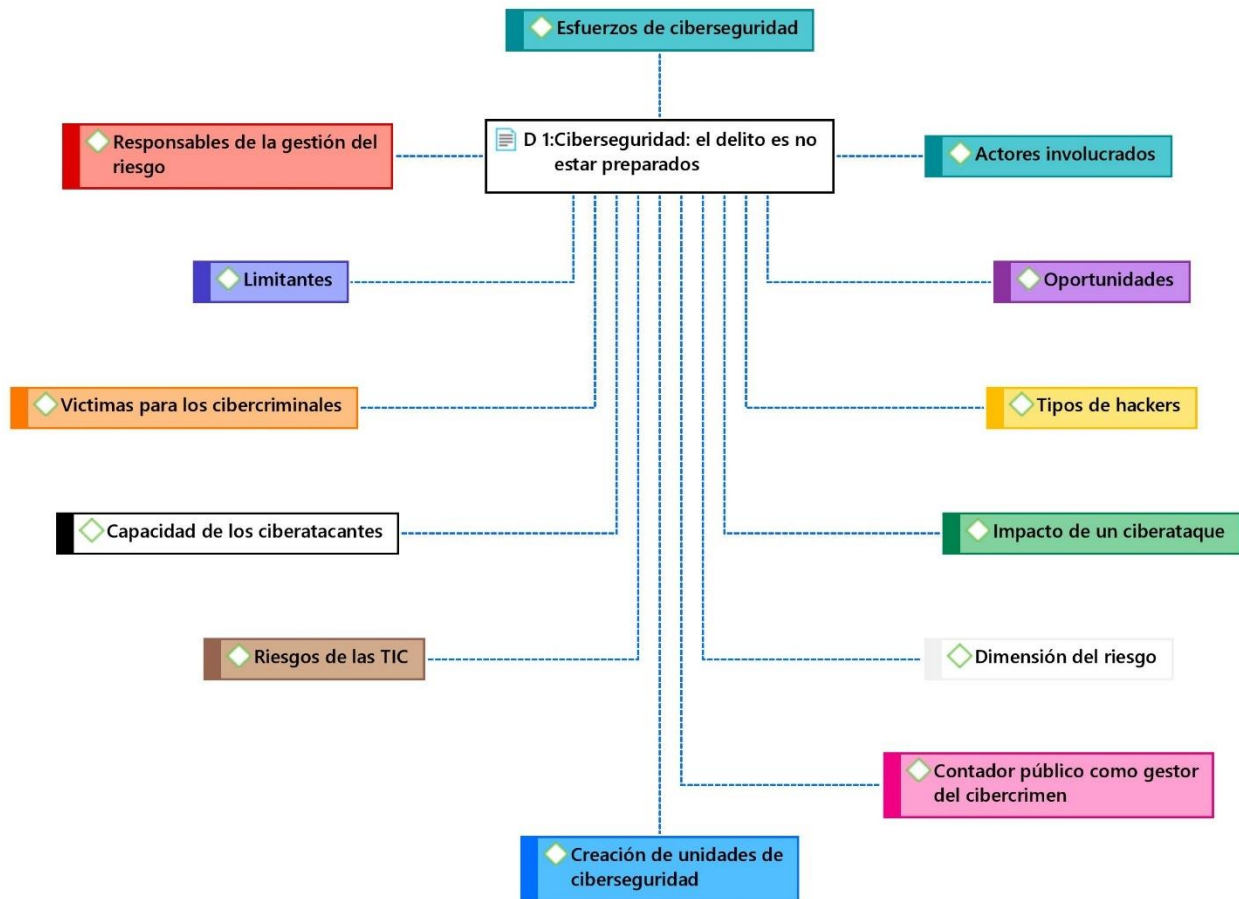 Esfuerzos de ciberseguridad
Responsables de la gestión del
riesgo
D 1:Ciberseguridad: el delito es no
estar preparados
Actores involucrados
Limitantes
Oportunidades
Victimas para los cibercriminales
Tipos de hackers
Capacidad de los ciberatacantes
Impacto de un ciberataque
Riesgos de las TIC
Dimensión del riesgo
Contador público como gestor
del cibercrimen
Creación de unidades de
ciberseguridad